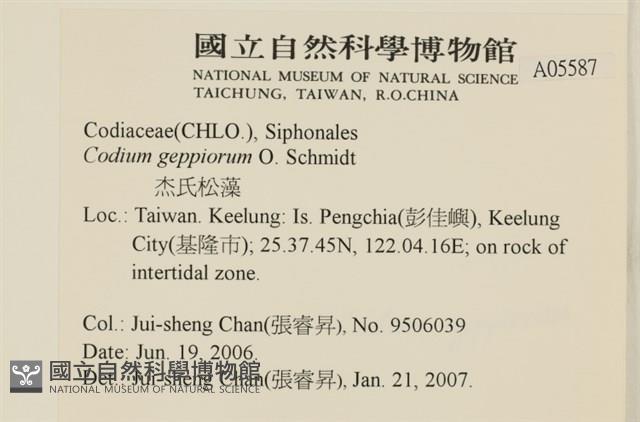 國立自然科學博物館
NATIONAL MUSEUM OF NATURAL SCIENCE
A05587
TAICHUNG, TAIWAN, R.O.CHINA
Codiaceae(CHLO.), Siphonales
Codium geppiorum O. Schmidt
杰氏松藻
Loc.: Taiwan. Keelung: Is. Pengchia(彭佳嶼), Keelung
City(基隆市); 25.37.45N, 122.04.16E; on rock of
intertidal zone.
Col.: Jui-sheng Chan(張睿昇), No. 9506039
Date: Jun. 19, 2006.
Det.: Jui-sheng Chan(張睿昇), Jan. 21, 2007.
國立自然科學博物館
NATIONAL MUSEUM OF NATURAL SCIENCE